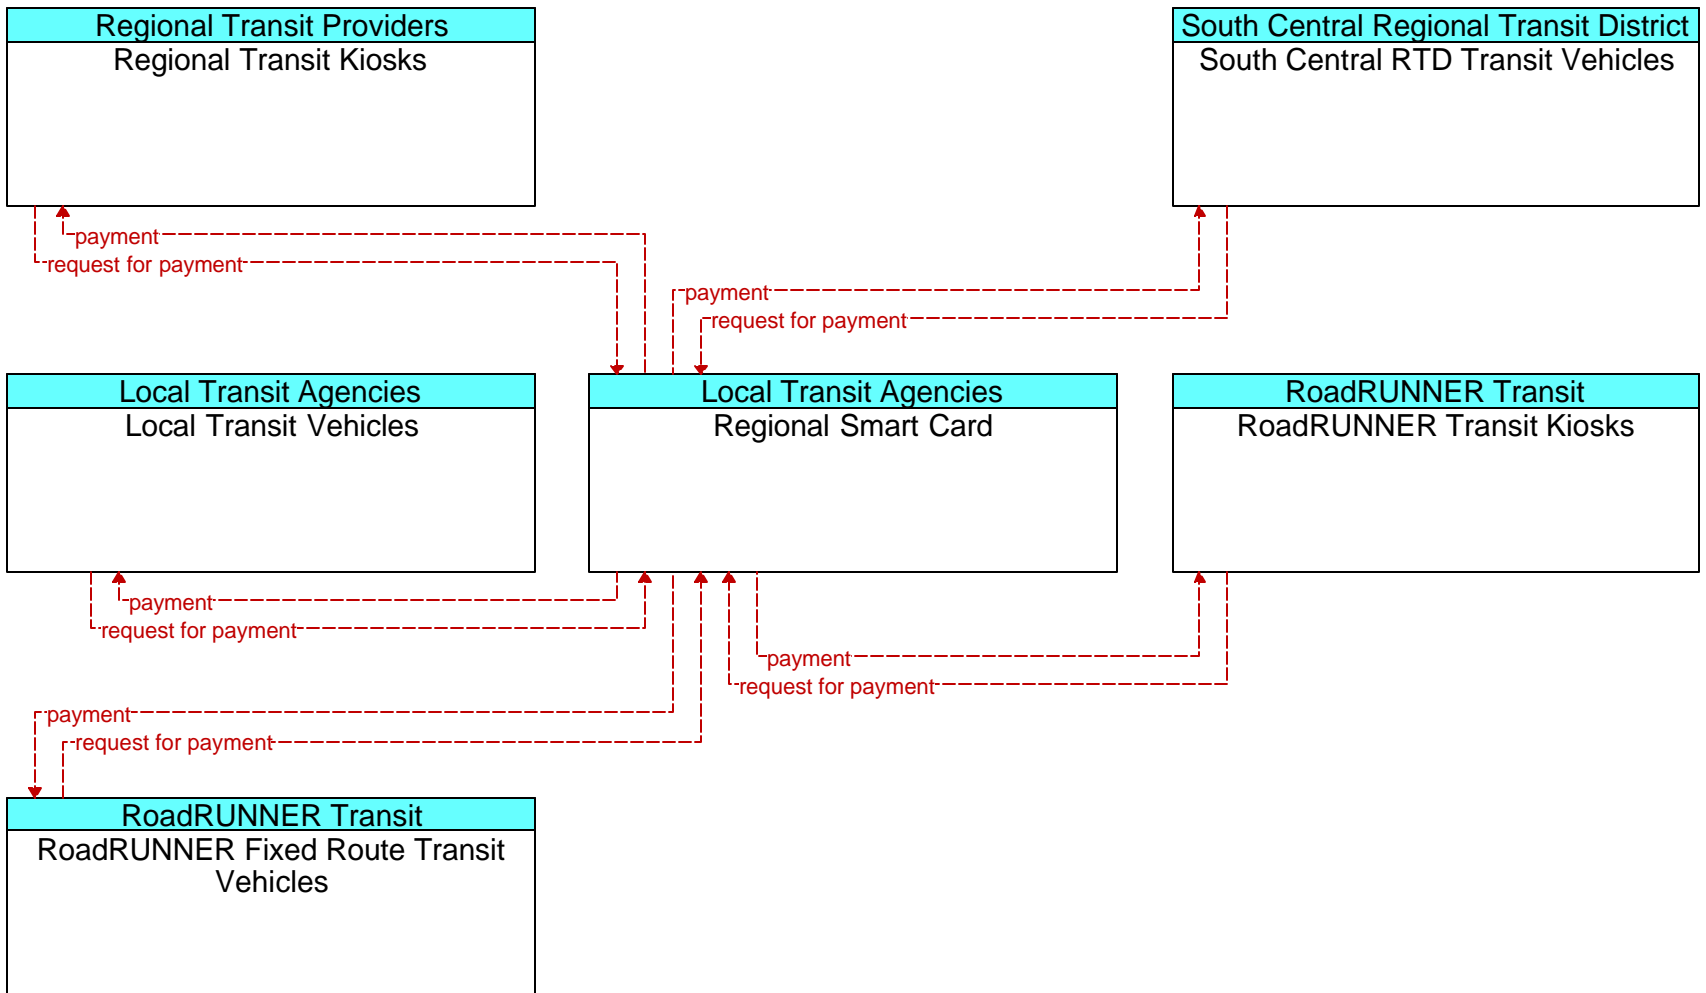 Regional Transit Providers
Regional Transit Kiosks
South Central Regional Transit District
South Central RTD Transit Vehicles
payment
request for payment
payment
request for payment
Local Transit Agencies
Local Transit Vehicles
Local Transit Agencies
Regional Smart Card
RoadRUNNER Transit
RoadRUNNER Transit Kiosks
payment
request for payment
payment
request for payment
payment
request for payment
RoadRUNNER Transit
RoadRUNNER Fixed Route Transit
Vehicles